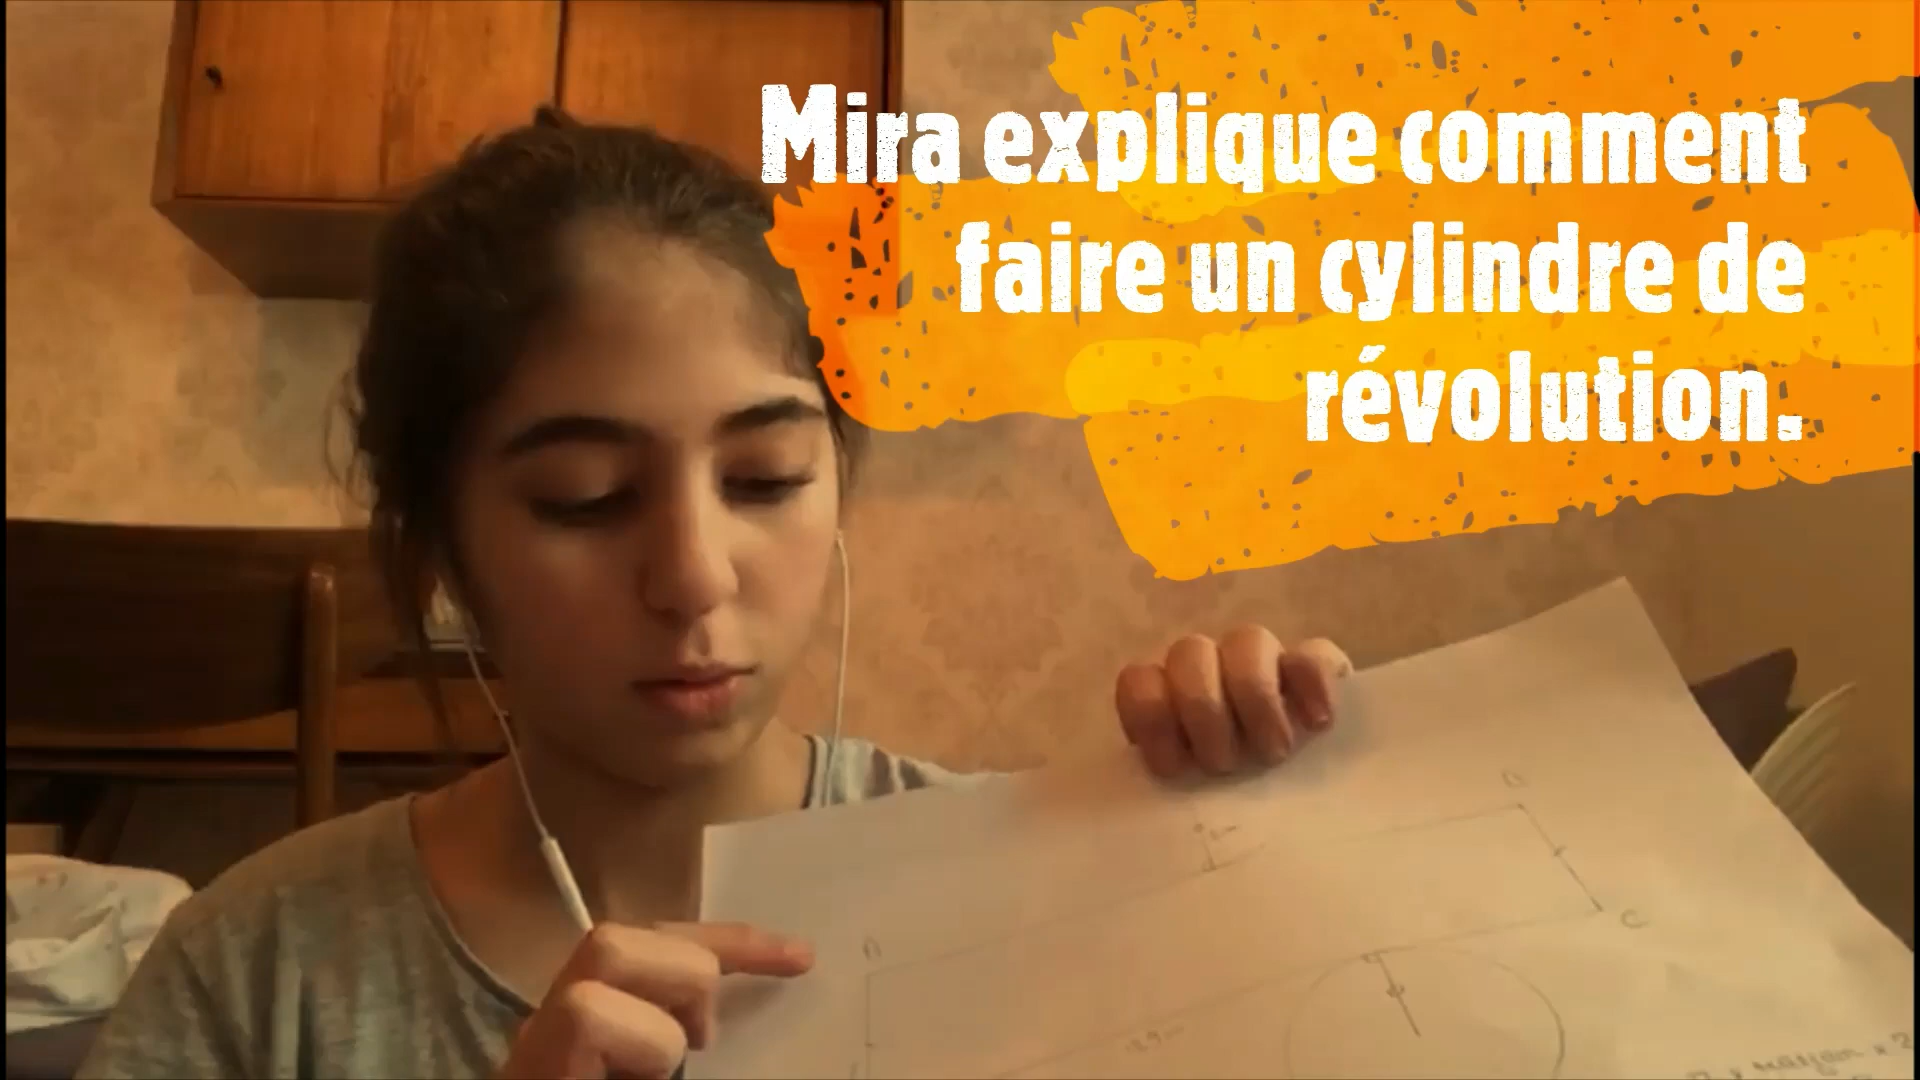 Mira explique comment
faire un cylindre de
révolution.
A
C